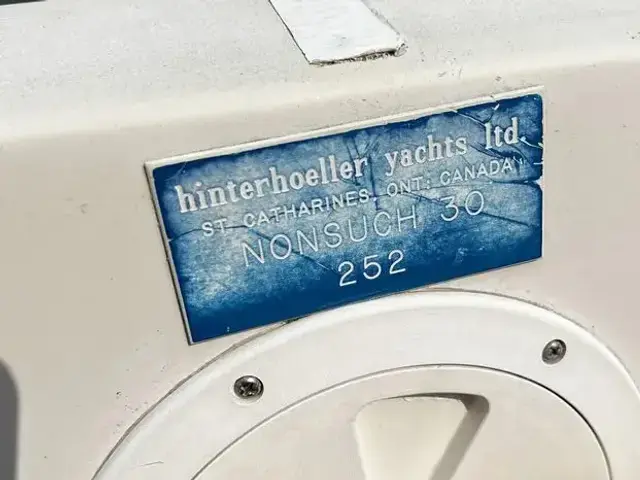 hinterhoeller yachts ltd.
ST. CATHARINES, ONT. CANADA
NONSUCH 30
252